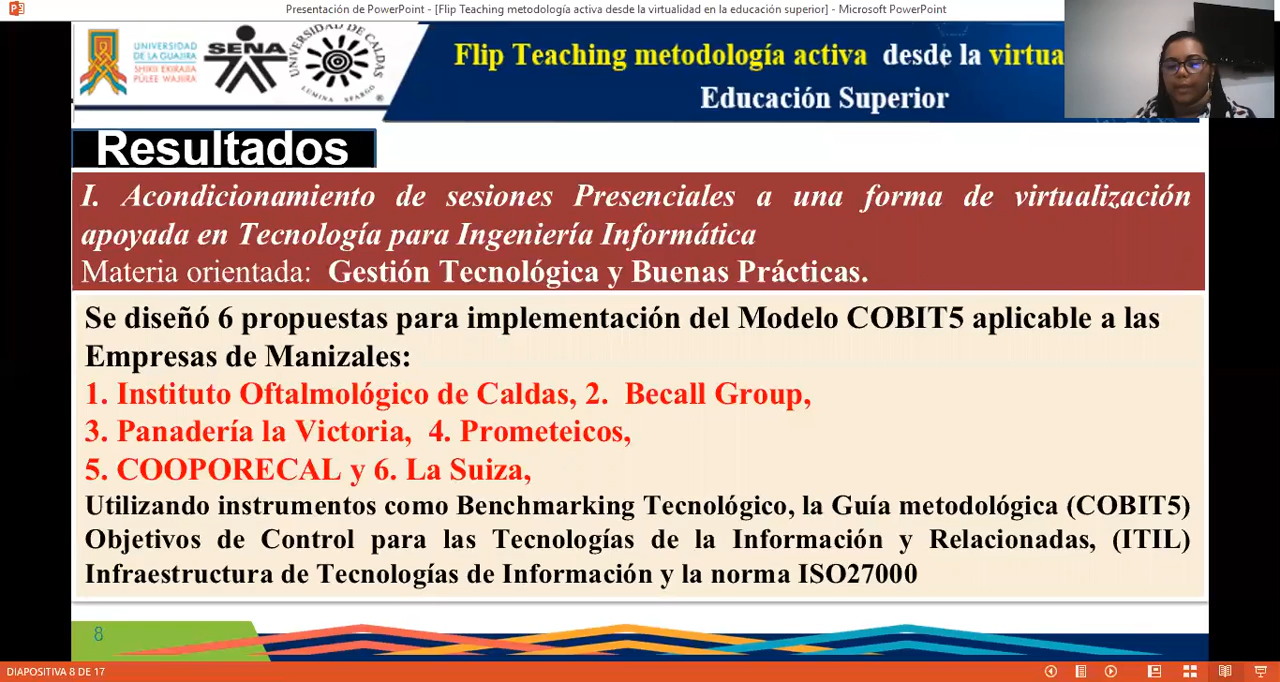 Presentación de PowerPoint - [Flip Teaching metodología activa desde la virtualidad en la educación superior] - Microsoft PowerPoint
UNIVERSIDAD
DE LA GUAJIRA
SHIKII EKIRAJIA
PÜLEE WAJIIRA
SENA
UNIVERSIDAD DE CALDAS
LUMINA SPARGO
Flip Teaching metodología activa desde la virtua
Educación Superior
Resultados
I. Acondicionamiento de sesiones Presenciales a una forma de virtualización
apoyada en Tecnología para Ingeniería Informática
Materia orientada: Gestión Tecnológica y Buenas Prácticas.
Se diseñó 6 propuestas para implementación del Modelo COBIT5 aplicable a las
Empresas de Manizales:
1. Instituto Oftalmológico de Caldas, 2. Becall Group,
3. Panadería la Victoria, 4. Prometeicos,
5. COOPORECAL y 6. La Suiza,
Utilizando instrumentos como Benchmarking Tecnológico, la Guía metodológica (COBIT5)
Objetivos de Control para las Tecnologías de la Información y Relacionadas, (ITIL)
Infraestructura de Tecnologías de Información y la norma ISO27000
8
DIAPOSITIVA 8 DE 17